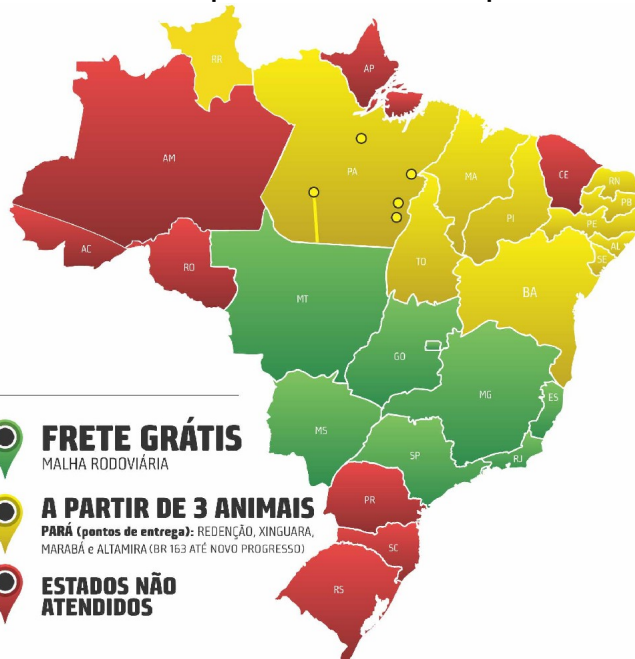 RR
AP
AM
PA
MA
CE
RN
PB
PI
PE
AL
SE
AC
RO
TO
BA
MT
GO
MG
ES
MS
SP
RJ
PR
SC
RS
FRETE GRÁTIS
MALHA RODOVIÁRIA
A PARTIR DE 3 ANIMAIS
PARÁ (pontos de entrega): REDENÇÃO, XINGUARA,
MARABÁ e ALTAMIRA (BR 163 ATÉ NOVO PROGRESSO)
ESTADOS NÃO
ATENDIDOS